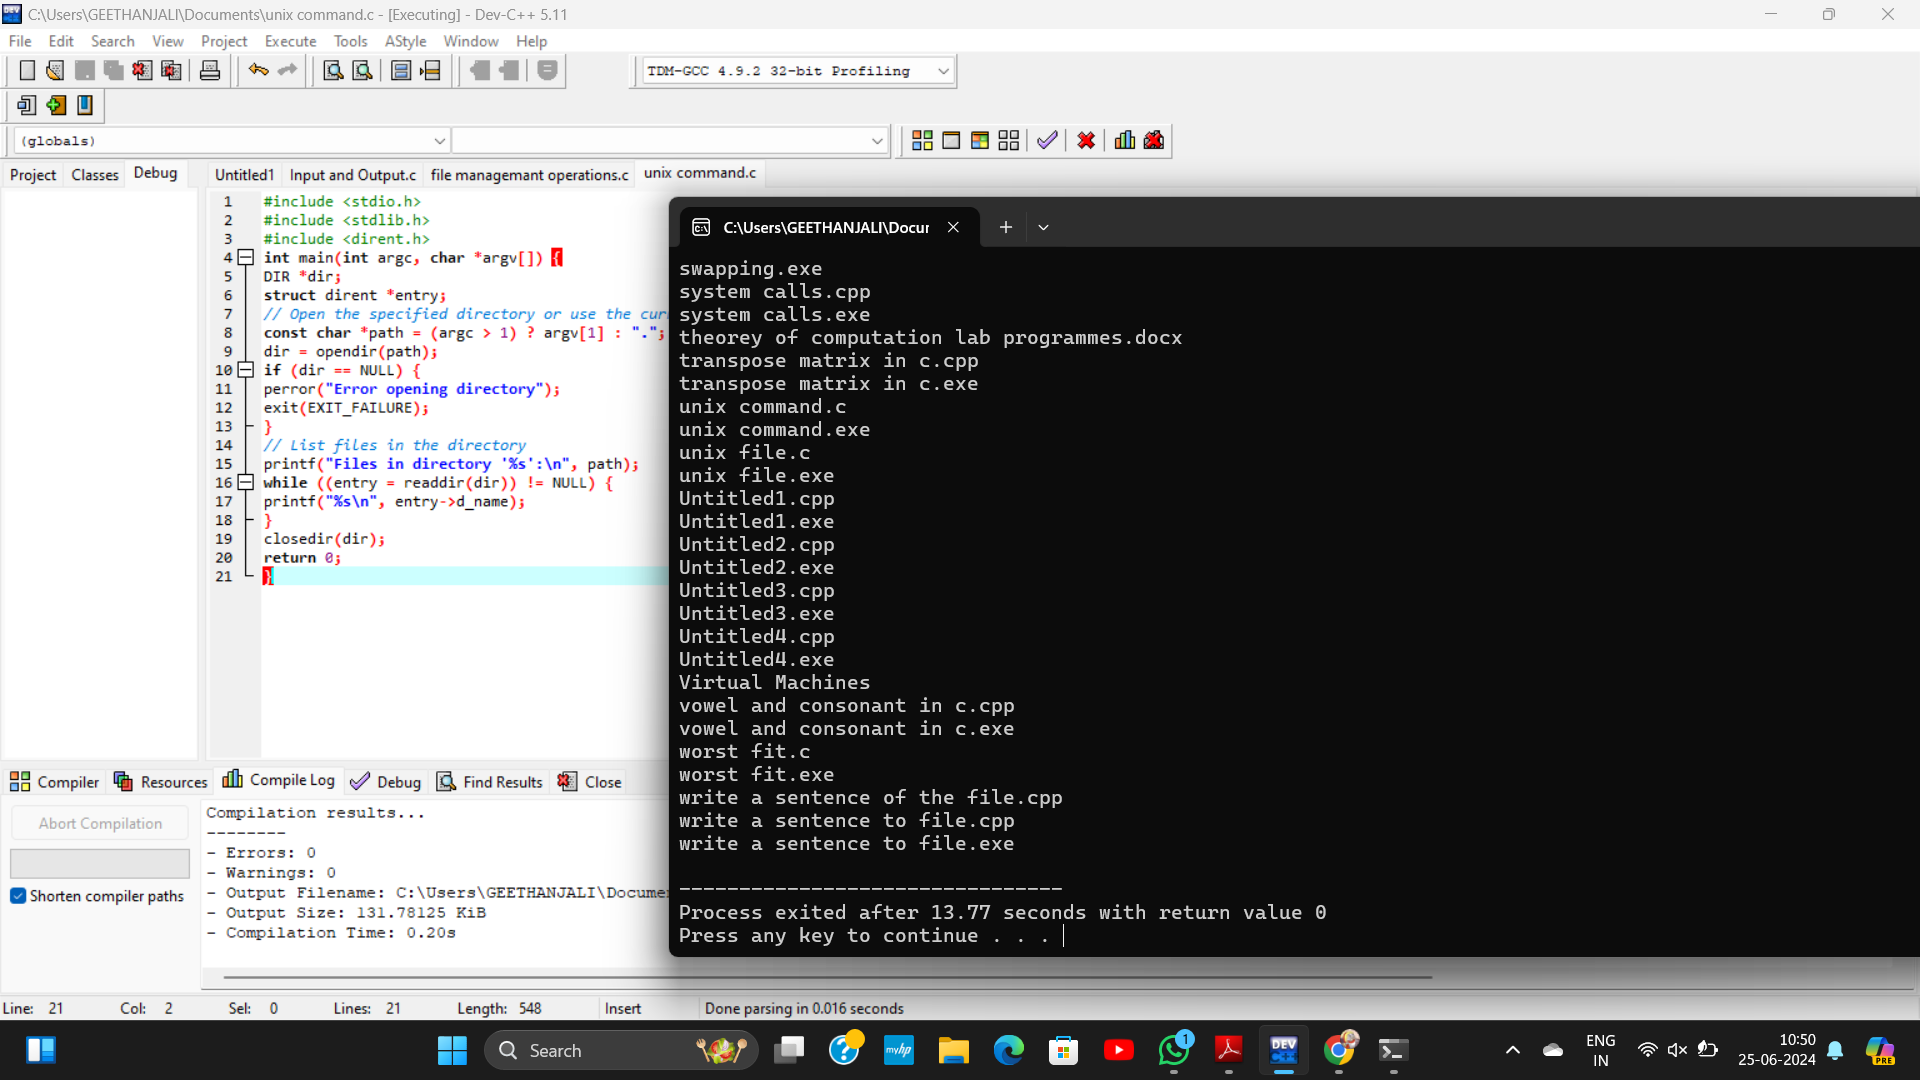 C:\Users\GEETHANJALI\Documents\unix command.c - [Executing] - Dev-C++ 5.11
File Edit Search View Project Execute Tools AStyle Window Help
TDM-GCC 4.9.2 32-bit Profiling
(globals)
Project Classes Debug
Untitled1 Input and Output.c file managemant operations.c unix command.c
1 #include <stdio.h>
2 #include <stdlib.h>
3 #include <dirent.h>
4 int main(int argc, char *argv[]) {
5 DIR *dir;
6 struct dirent *entry;
7 // Open the specified directory or use the cur
8 const char *path = (argc > 1) ? argv[1] : ".";
9 dir = opendir(path);
10 if (dir == NULL) {
11 perror("Error opening directory");
12 exit(EXIT_FAILURE);
13 }
14 // List files in the directory
15 printf("Files in directory '%s':\n", path);
16 while ((entry = readdir(dir)) != NULL) {
17 printf("%s\n", entry->d_name);
18 }
19 closedir(dir);
20 return 0;
21 }
C:\Users\GEETHANJALI\Docur
swapping.exe
system calls.cpp
system calls.exe
theorey of computation lab programmes.docx
transpose matrix in c.cpp
transpose matrix in c.exe
unix command.c
unix command.exe
unix file.c
unix file.exe
Untitled1.cpp
Untitled1.exe
Untitled2.cpp
Untitled2.exe
Untitled3.cpp
Untitled3.exe
Untitled4.cpp
Untitled4.exe
Virtual Machines
vowel and consonant in c.cpp
vowel and consonant in c.exe
worst fit.c
worst fit.exe
write a sentence of the file.cpp
write a sentence to file.cpp
write a sentence to file.exe
--------------------------------
Process exited after 13.77 seconds with return value 0
Press any key to continue . . .
Compiler Resources Compile Log Debug Find Results Close
Abort Compilation
Shorten compiler paths
Compilation results...
--------
- Errors: 0
- Warnings: 0
- Output Filename: C:\Users\GEETHANJALI\Docume
- Output Size: 131.78125 KiB
- Compilation Time: 0.20s
Line: 21 Col: 2 Sel: 0 Lines: 21 Length: 548 Insert Done parsing in 0.016 seconds
Search
myhp
1
DEV
C++
ENG
IN
10:50
25-06-2024
PRE